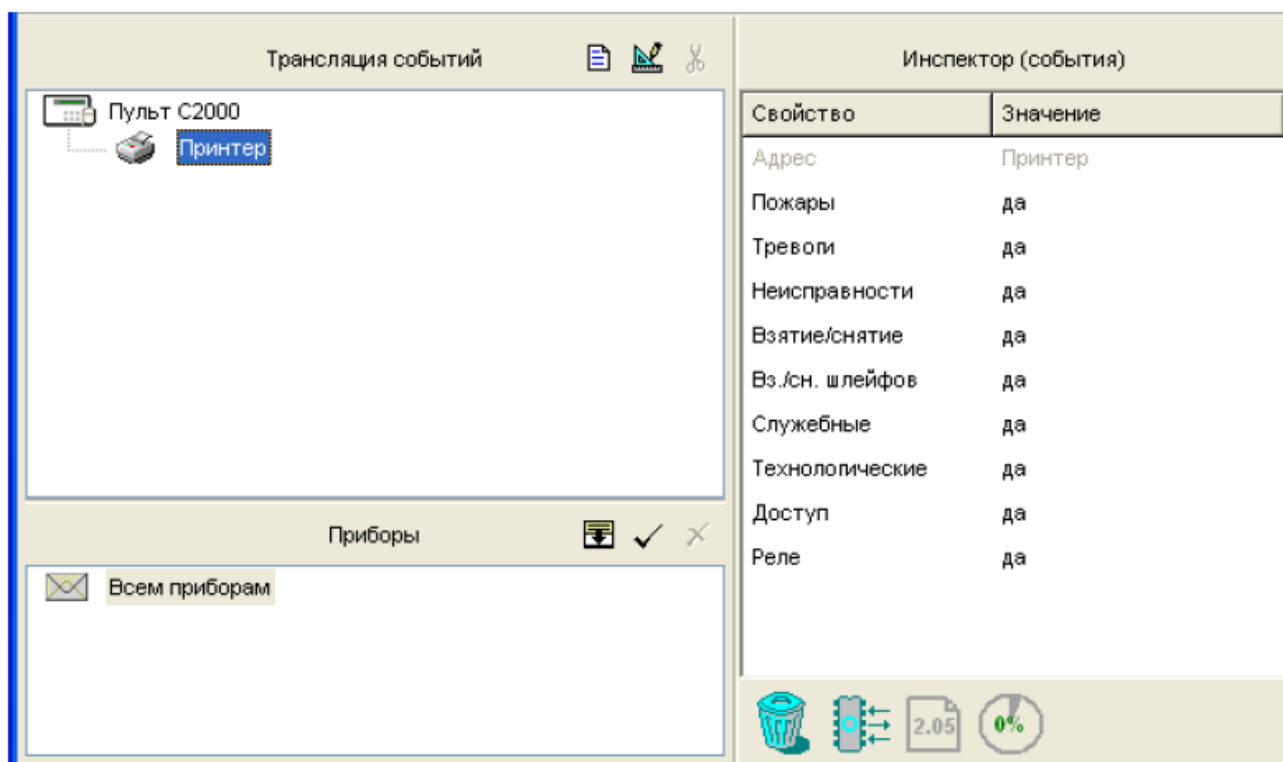 Трансляция событий
Пульт С2000
Принтер
Приборы
Всем приборам
Инспектор (события)
Свойство Значение
Адрес Принтер
Пожары да
Тревоги да
Неисправности да
Взятие/снятие да
Вз./сн. шлейфов да
Служебные да
Технологические да
Доступ да
Реле да
2.05 0%